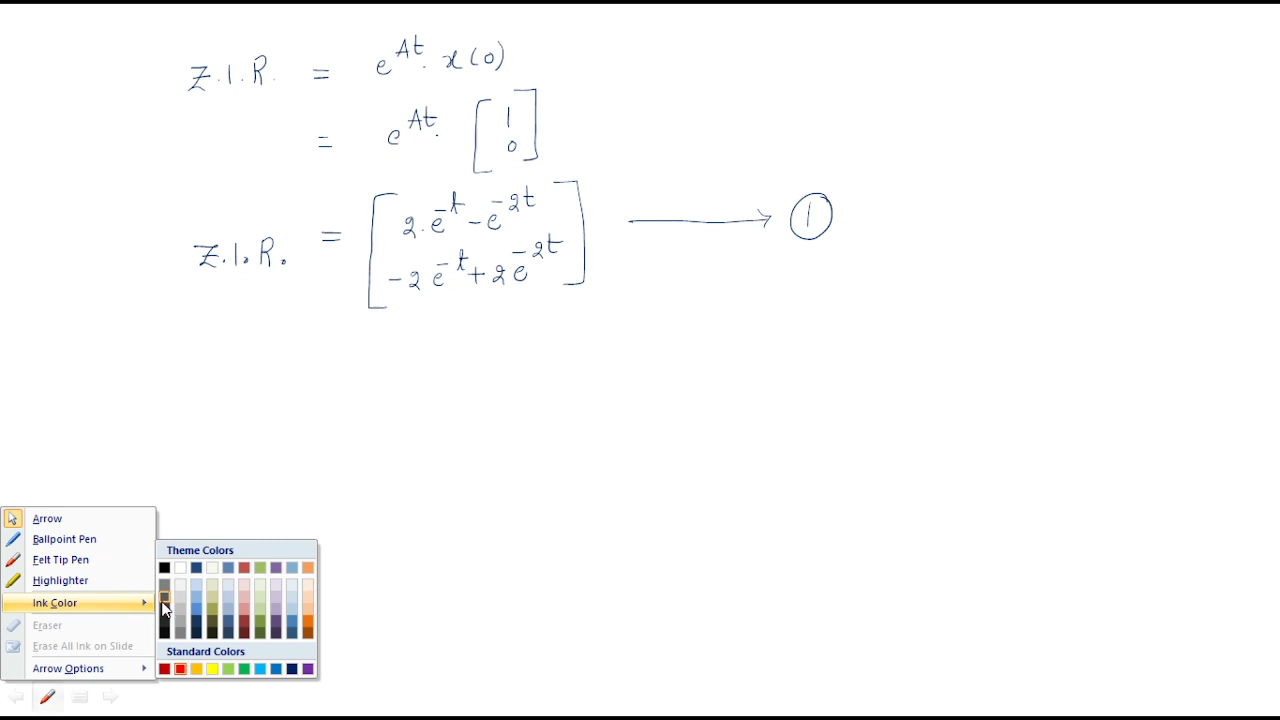 Z.I.R. = e^{At}. x(0)
= e^{At}. [1 0]
Z.I.R. = [2.e^{-t} - e^{-2t} -2e^{-t} + 2e^{-2t}] → ①
Arrow
Ballpoint Pen
Felt Tip Pen
Highlighter
Ink Color
Eraser
Erase All Ink on Slide
Arrow Options
Theme Colors
Standard Colors